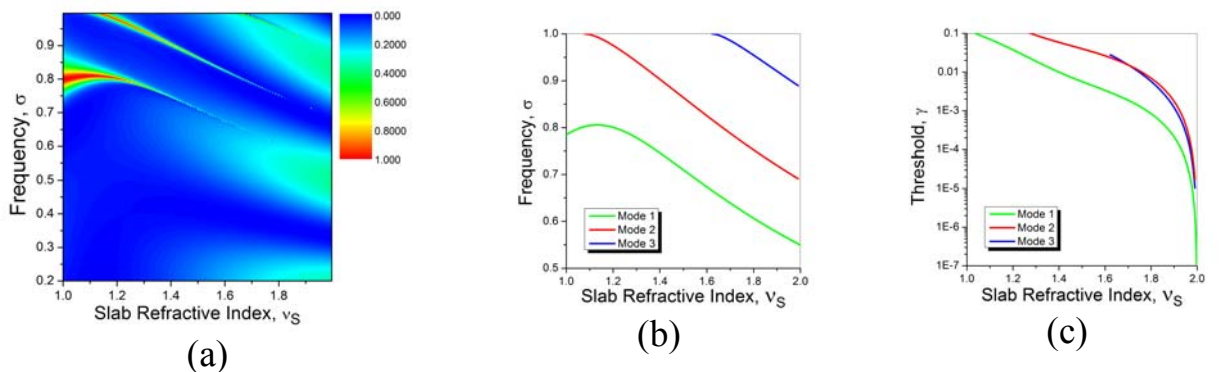 0.9
0.8
0.7
0.6
0.5
0.4
0.3
0.2
Frequency, σ
1.0 1.2 1.4 1.6 1.8
Slab Refractive Index, νS
0.000
0.2000
0.4000
0.6000
0.8000
1.000
(a)
1.0
0.9
0.8
0.7
0.6
0.5
Frequency, σ
Mode 1
Mode 2
Mode 3
1.0 1.2 1.4 1.6 1.8 2.0
Slab Refractive Index, νS
(b)
0.1
0.01
1E-3
1E-4
1E-5
1E-6
1E-7
Threshold, γ
Mode 1
Mode 2
Mode 3
1.0 1.2 1.4 1.6 1.8 2.0
Slab Refractive Index, νS
(c)